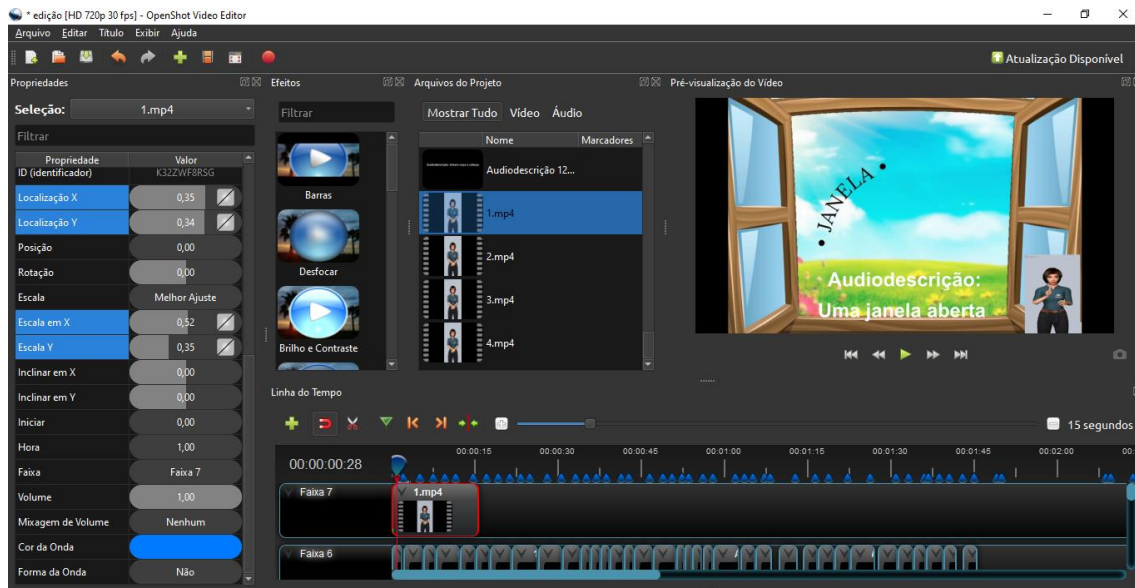 * edição [HD 720p 30 fps] - OpenShot Video Editor
Arquivo Editar Título Exibir Ajuda
Atualização Disponível
Propriedades
Seleção: 1.mp4
Filtrar
Propriedade Valor
ID (identificador) K32ZWF8RSG
Localização X 0,35
Localização Y 0,34
Posição 0,00
Rotação 0,00
Escala Melhor Ajuste
Escala em X 0,52
Escala Y 0,35
Inclinar em X 0,00
Inclinar em Y 0,00
Iniciar 0,00
Hora 1,00
Faixa Faixa 7
Volume 1,00
Mixagem de Volume Nenhum
Cor da Onda
Forma da Onda Não
Efeitos
Filtrar
Barras
Desfocar
Brilho e Contraste
Arquivos do Projeto
Mostrar Tudo Vídeo Áudio
Nome Marcadores
Audiodescrição 12...
1.mp4
2.mp4
3.mp4
4.mp4
Pré-visualização do Vídeo
• JANELA •
Audiodescrição:
Uma janela aberta
Linha do Tempo
15 segundos
00:00:00:28
00:00:15 00:00:30 00:00:45 00:01:00 00:01:15 00:01:30 00:01:45 00:02:00 00:
Faixa 7
1.mp4
Faixa 6